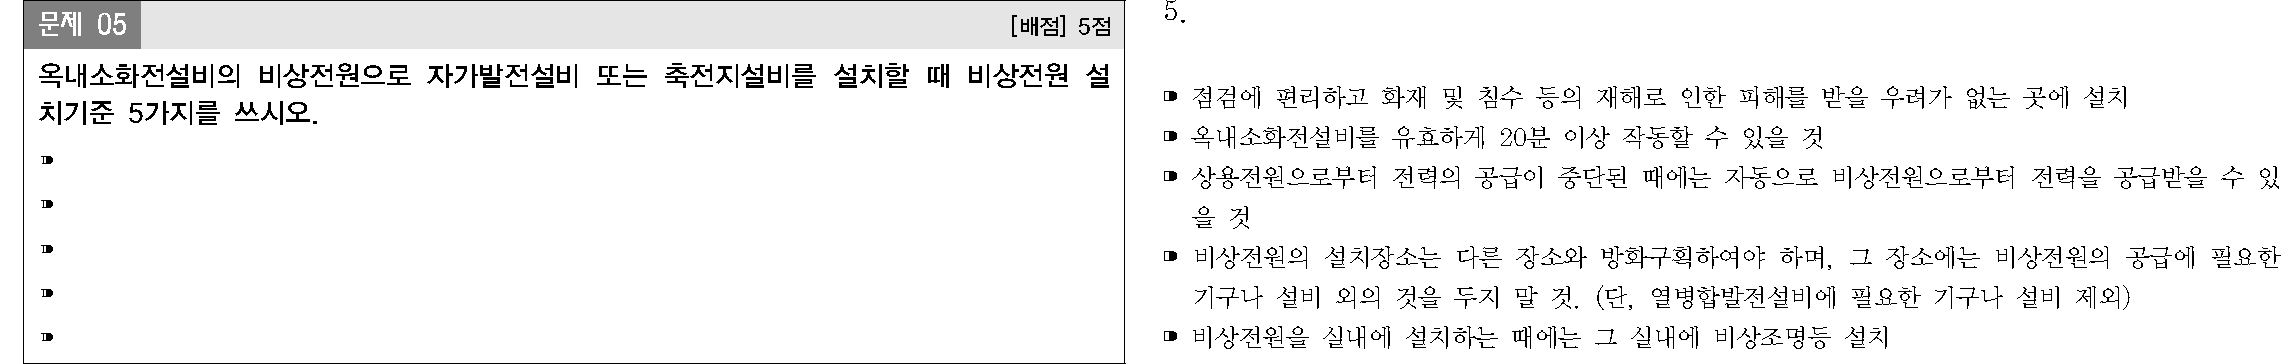 문제 05
[배점] 5점
옥내소화전설비의 비상전원으로 자가발전설비 또는 축전지설비를 설치할 때 비상전원 설
치기준 5가지를 쓰시오.
5.
점검에 편리하고 화재 및 침수 등의 재해로 인한 피해를 받을 우려가 없는 곳에 설치
옥내소화전설비를 유효하게 20분 이상 작동할 수 있을 것
상용전원으로부터 전력의 공급이 중단된 때에는 자동으로 비상전원으로부터 전력을 공급받을 수 있
을 것
비상전원의 설치장소는 다른 장소와 방화구획하여야 하며, 그 장소에는 비상전원의 공급에 필요한
기구나 설비 외의 것을 두지 말 것. (단, 열병합발전설비에 필요한 기구나 설비 제외)
비상전원을 실내에 설치하는 때에는 그 실내에 비상조명등 설치